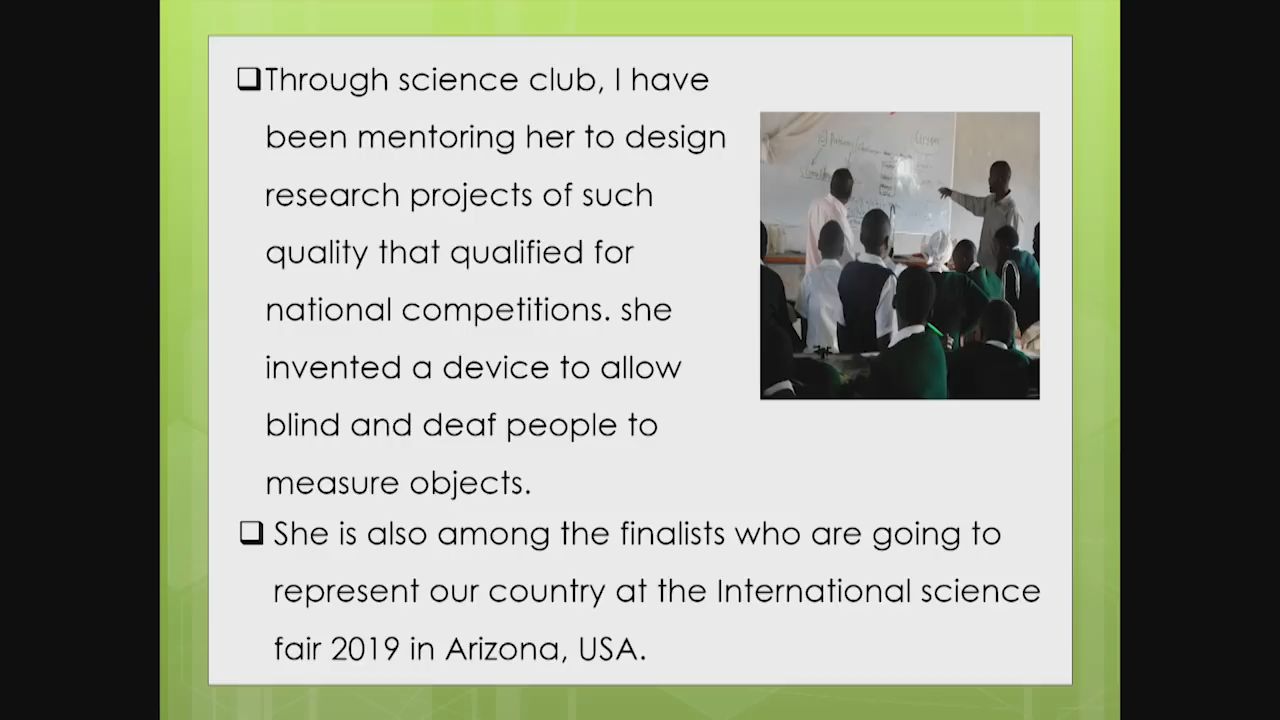 ❑Through science club, I have
been mentoring her to design
research projects of such
quality that qualified for
national competitions. she
invented a device to allow
blind and deaf people to
measure objects.
❑ She is also among the finalists who are going to
represent our country at the International science
fair 2019 in Arizona, USA.